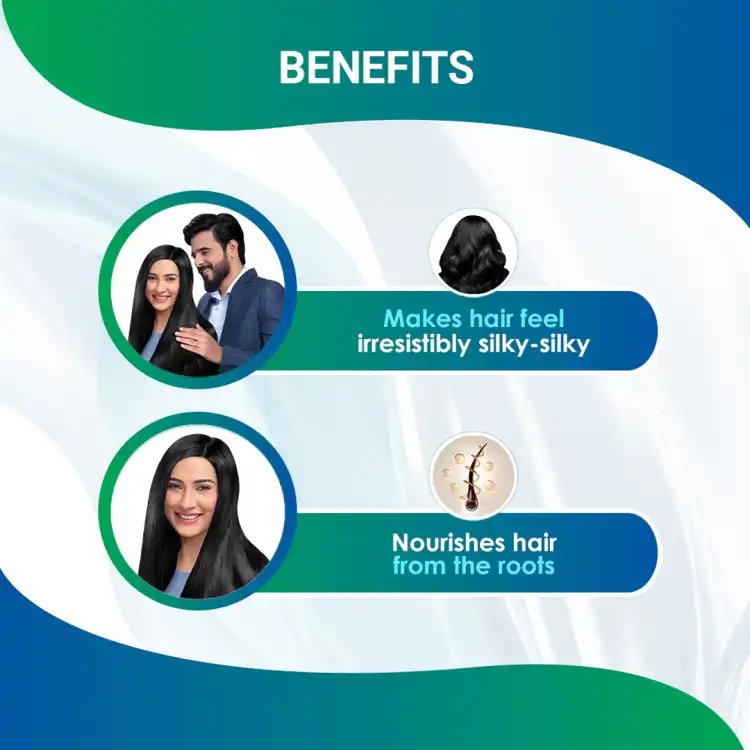 BENEFITS
Makes hair feel
irresistibly silky-silky
Nourishes hair
from the roots